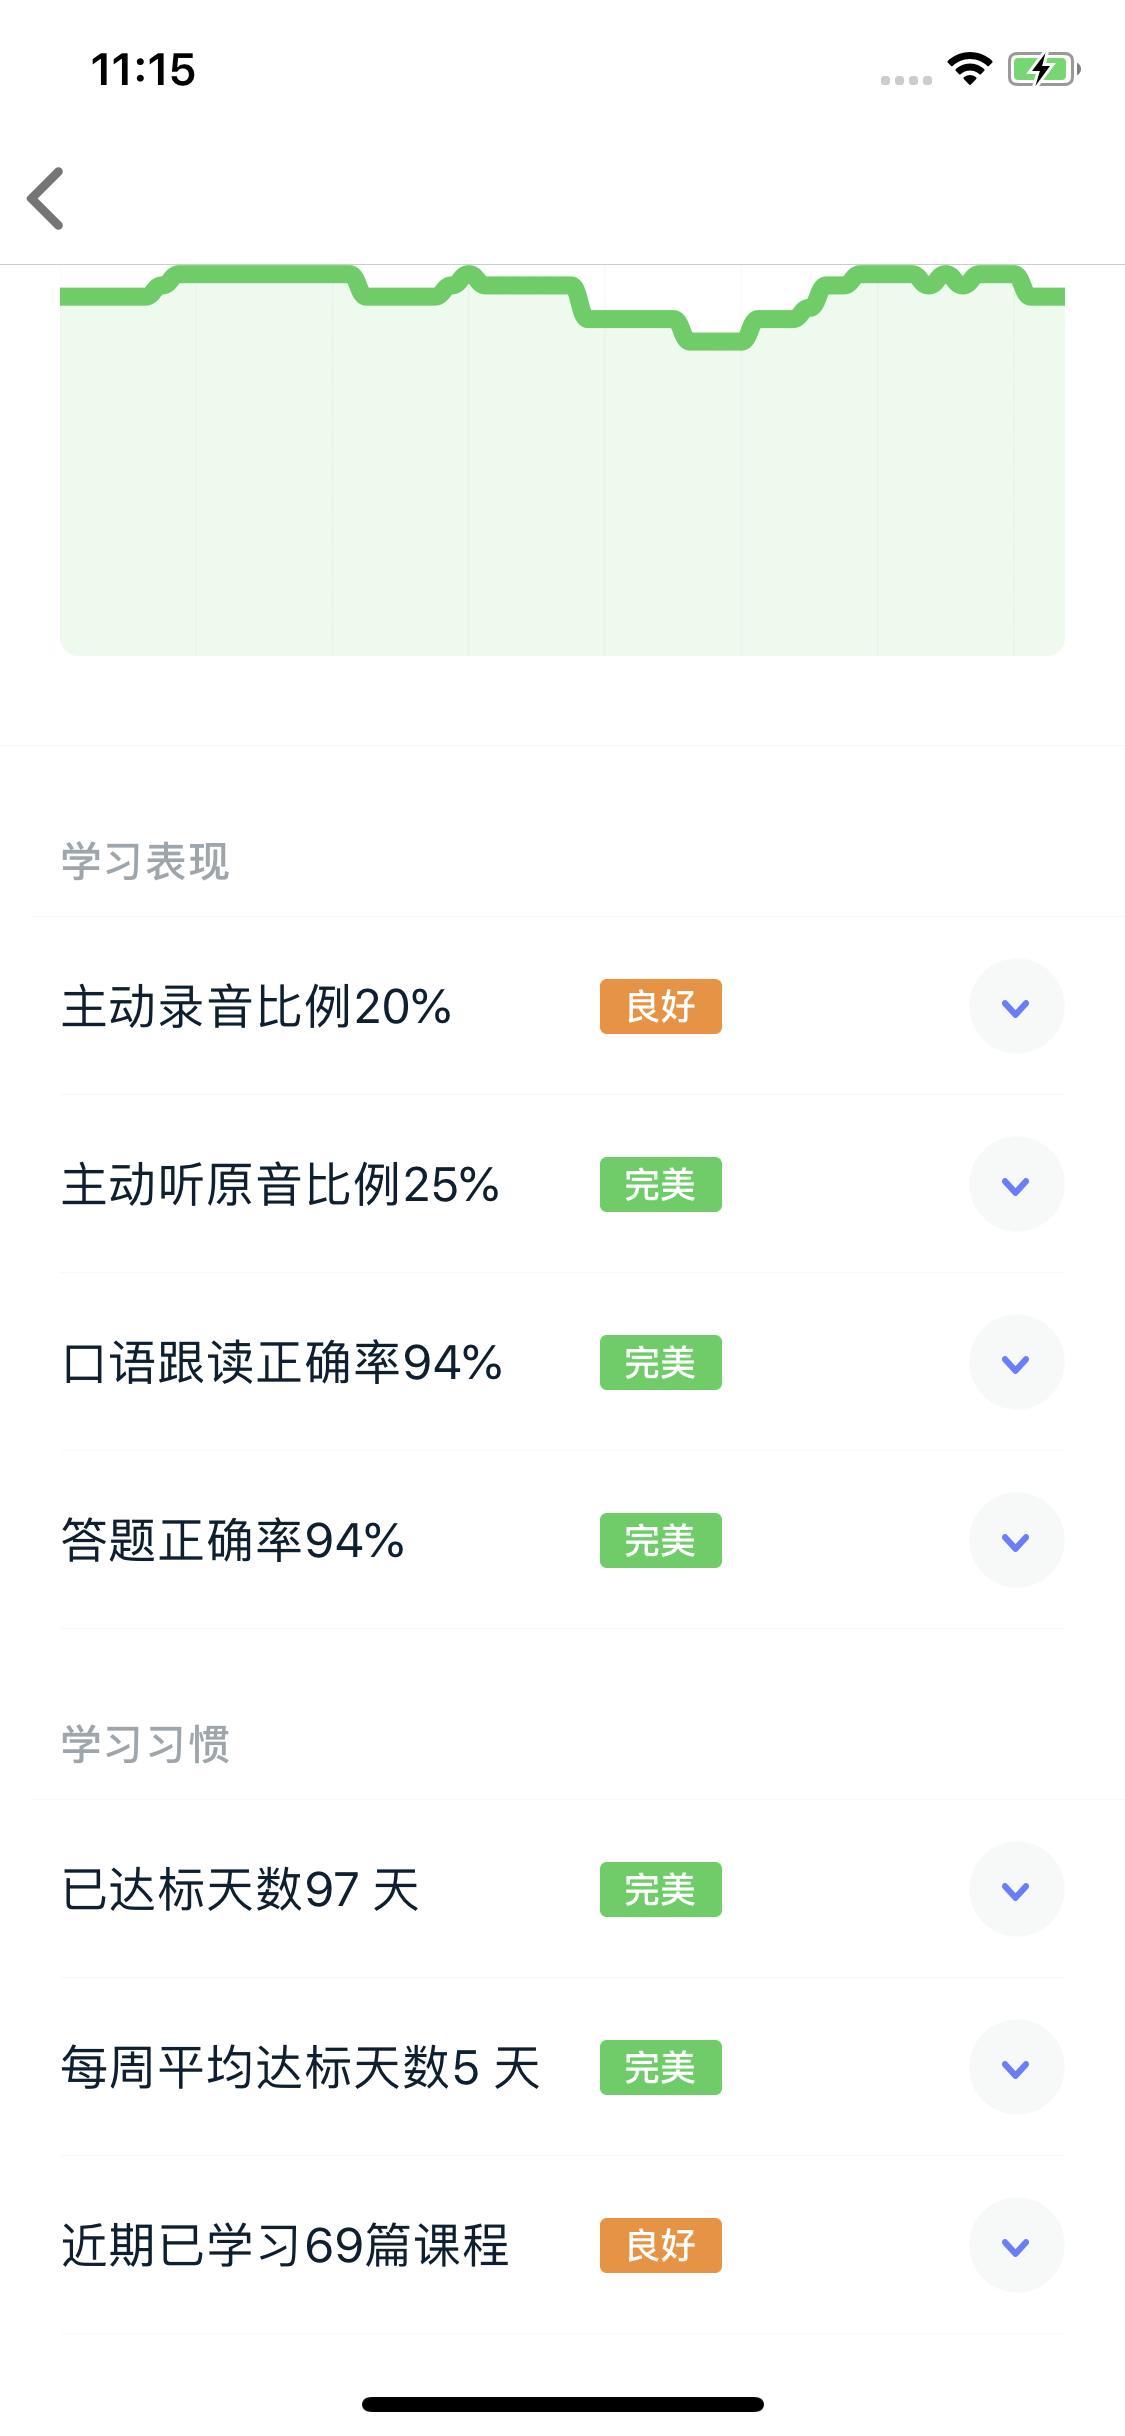 11:15
学习表现
主动录音比例20%
良好
主动听原音比例25%
完美
口语跟读正确率94%
完美
答题正确率94%
完美
学习习惯
已达标天数97 天
完美
每周平均达标天数5 天
完美
近期已学习69篇课程
良好